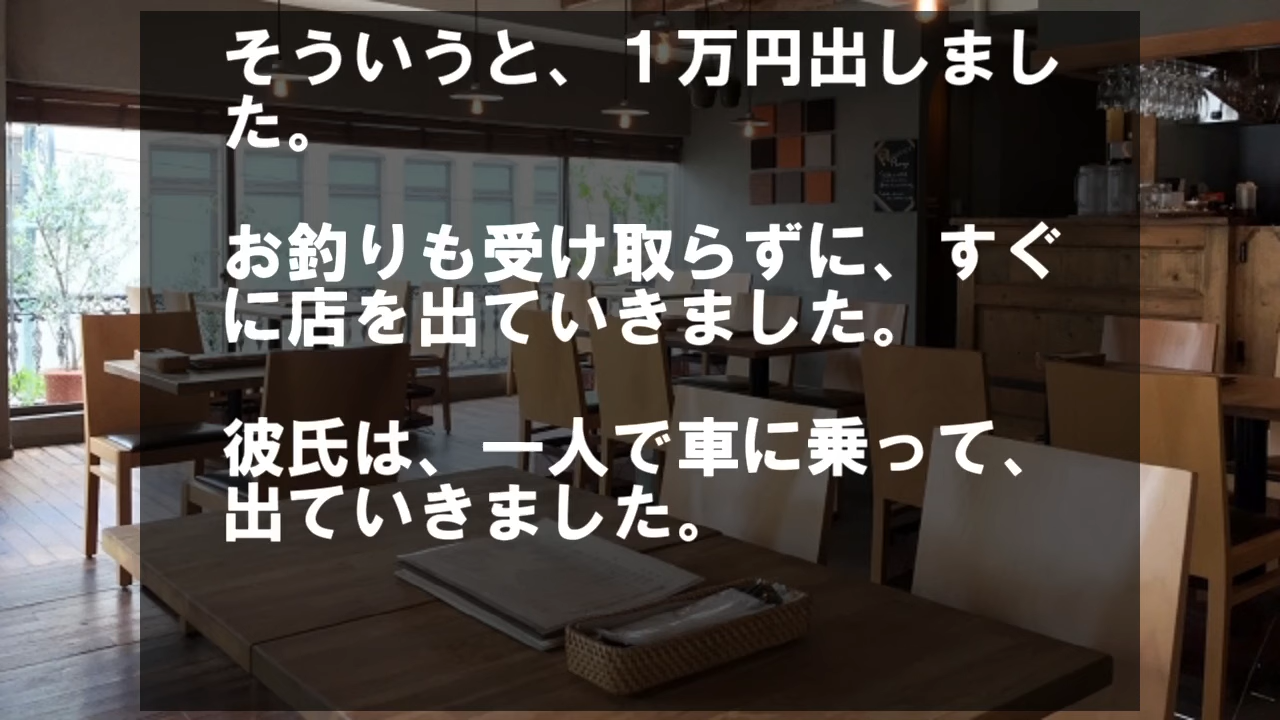 そういうと、１万円出しまし
た。
お釣りも受け取らずに、すぐ
に店を出ていきました。
彼氏は、一人で車に乗って、
出ていきました。